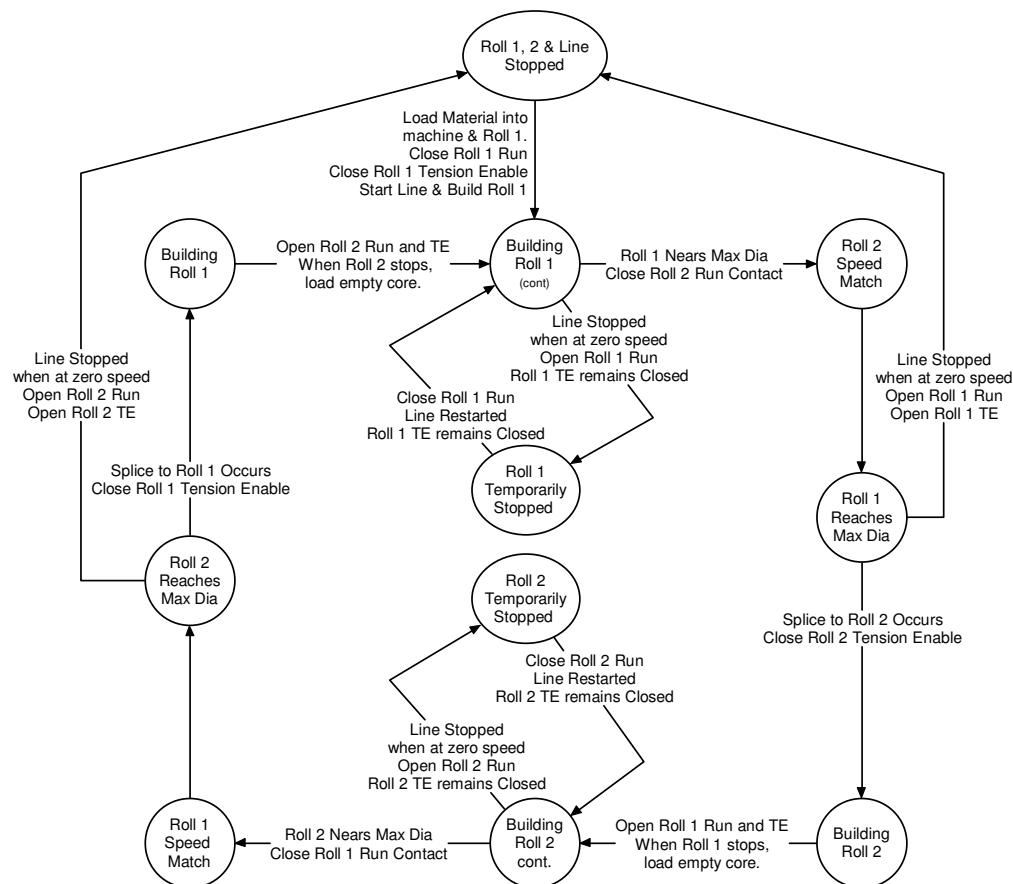 Roll 1, 2 & Line
Stopped
Load Material into
machine & Roll 1.
Close Roll 1 Run
Close Roll 1 Tension Enable
Start Line & Build Roll 1
Building
Roll 1
Open Roll 2 Run and TE
When Roll 2 stops,
load empty core.
Building
Roll 1
(cont)
Roll 1 Nears Max Dia
Close Roll 2 Run Contact
Roll 2
Speed
Match
Line Stopped
when at zero speed
Open Roll 1 Run
Roll 1 TE remains Closed
Line Stopped
when at zero speed
Open Roll 2 Run
Open Roll 2 TE
Line Stopped
when at zero speed
Open Roll 1 Run
Open Roll 1 TE
Close Roll 1 Run
Line Restarted
Roll 1 TE remains Closed
Splice to Roll 1 Occurs
Close Roll 1 Tension Enable
Roll 1
Temporarily
Stopped
Roll 1
Reaches
Max Dia
Roll 2
Reaches
Max Dia
Roll 2
Temporarily
Stopped
Splice to Roll 2 Occurs
Close Roll 2 Tension Enable
Close Roll 2 Run
Line Restarted
Roll 2 TE remains Closed
Line Stopped
when at zero speed
Open Roll 2 Run
Roll 2 TE remains Closed
Roll 1
Speed
Match
Roll 2 Nears Max Dia
Close Roll 1 Run Contact
Building
Roll 2
cont.
Open Roll 1 Run and TE
When Roll 1 stops,
load empty core.
Building
Roll 2